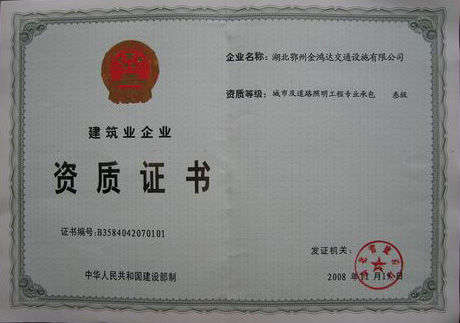 建筑业企业
资质证书
证书编号:B3584042070101
中华人民共和国建设部制
企业名称: 湖北鄂州金鸿达交通设施有限公司
资质等级: 城市及道路照明工程专业承包 叁级
发证机关:
2008 年 11 月